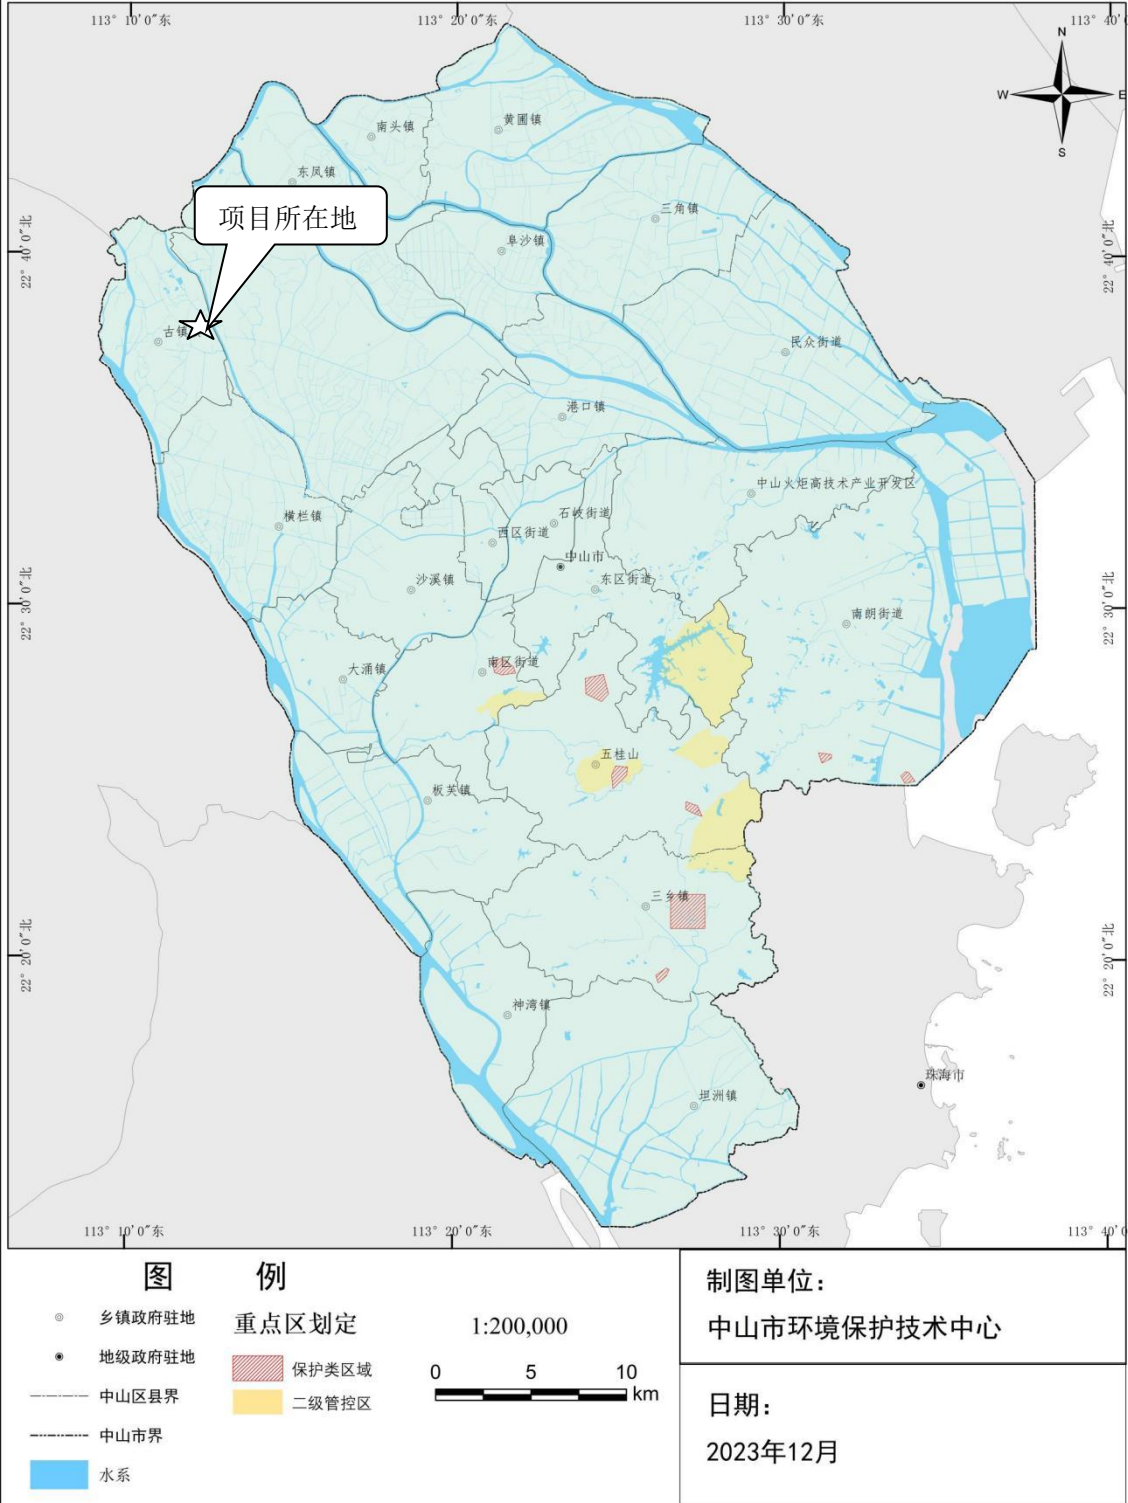 113° 10′0″东
113° 20′0″东
113° 30′0″东
113° 40′0
N
W
E
S
22° 40′0″北
22° 40′0″北
22° 30′0″北
22° 30′0″北
22° 20′0″北
22° 20′0″北
南头镇
黄圃镇
东凤镇
项目所在地
三角镇
阜沙镇
古镇
民众街道
港口镇
中山火炬高技术产业开发区
横栏镇
石岐街道
西区街道
中山市
沙溪镇
东区街道
南朗街道
南区街道
大涌镇
五桂山
板芙镇
三乡镇
神湾镇
珠海市
坦洲镇
113° 10′0″东
113° 20′0″东
113° 30′0″东
113° 40′0
图 例
乡镇政府驻地
地级政府驻地
中山区县界
中山市界
水系
重点区划定
保护类区域
二级管控区
1:200,000
0 5 10
km
制图单位：
中山市环境保护技术中心
日期：
2023年12月